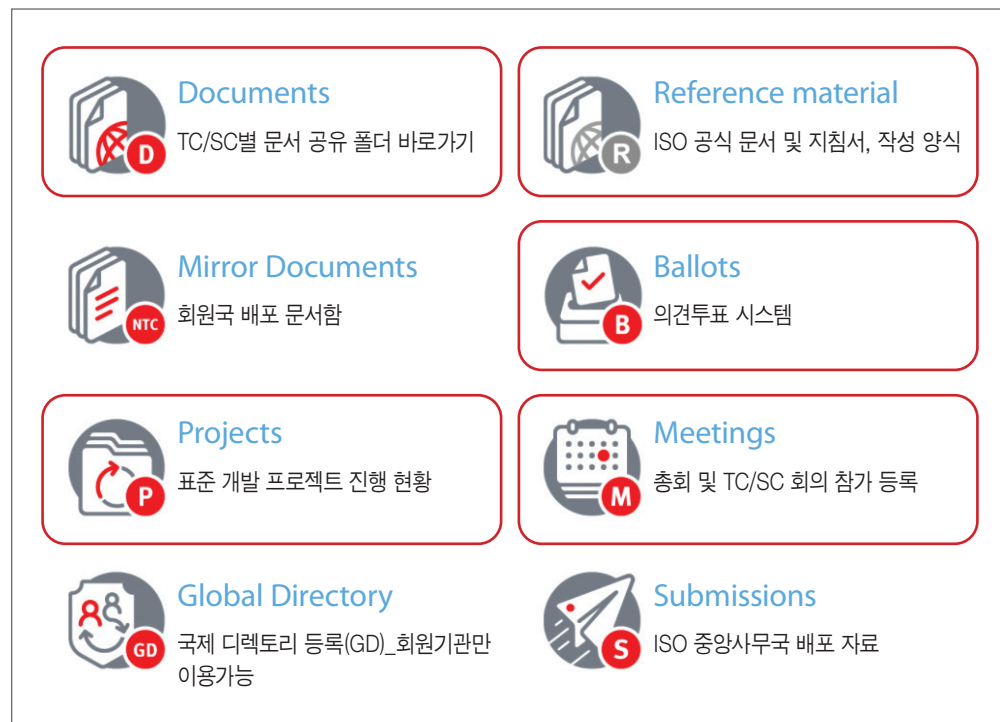 Documents
TC/SC별 문서 공유 폴더 바로가기
D
Reference material
ISO 공식 문서 및 지침서, 작성 양식
R
Mirror Documents
회원국 배포 문서함
NTC
Ballots
의견투표 시스템
B
Projects
표준 개발 프로젝트 진행 현황
P
Meetings
총회 및 TC/SC 회의 참가 등록
M
Global Directory
국제 디렉토리 등록(GD)_회원기관만
이용가능
GD
Submissions
ISO 중앙사무국 배포 자료
S